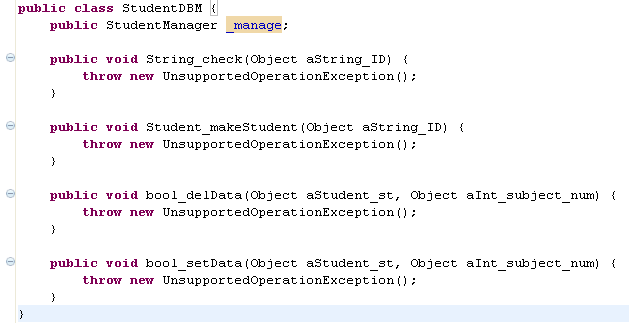 public class StudentDBM {
    public StudentManager _manage;
    public void String_check(Object aString_ID) {
        throw new UnsupportedOperationException();
    }
    public void Student_makeStudent(Object aString_ID) {
        throw new UnsupportedOperationException();
    }
    public void bool_delData(Object aStudent_st, Object aInt_subject_num) {
        throw new UnsupportedOperationException();
    }
    public void bool_setData(Object aStudent_st, Object aInt_subject_num) {
        throw new UnsupportedOperationException();
    }
}